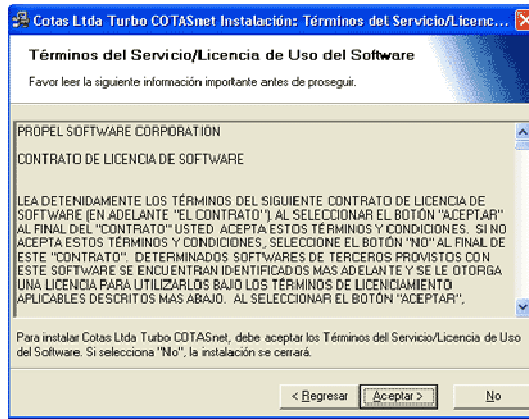 Cotas Ltda Turbo COTASnet Instalación: Términos del Servicio/Licenc...
Términos del Servicio/Licencia de Uso del Software
Favor leer la siguiente información importante antes de proseguir.
PROPEL SOFTWARE CORPORATION
CONTRATO DE LICENCIA DE SOFTWARE
LEA DETENIDAMENTE LOS TÉRMINOS DEL SIGUIENTE CONTRATO DE LICENCIA DE
SOFTWARE (EN ADELANTE "EL CONTRATO") AL SELECCIONAR EL BOTÓN "ACEPTAR"
AL FINAL DEL "CONTRATO" USTED ACEPTA ESTOS TÉRMINOS Y CONDICIONES. SI NO
ACEPTA ESTOS TÉRMINOS Y CONDICIONES, SELECCIONE EL BOTÓN "NO" AL FINAL DE
ESTE "CONTRATO". DETERMINADOS SOFTWARES DE TERCEROS PROVISTOS CON
ESTE SOFTWARE SE ENCUENTRAN IDENTIFICADOS MAS ADELANTE Y SE LE OTORGA
UNA LICENCIA PARA UTILIZARLOS BAJO LOS TÉRMINOS DE LICENCIAMIENTO
APLICABLES DESCRITOS MAS ABAJO. AL SELECCIONAR EL BOTÓN "ACEPTAR",
Para instalar Cotas Ltda Turbo COTASnet, debe aceptar los Términos del Servicio/Licencia de Uso
del Software. Si selecciona "No", la instalación se cerrará.
< Regresar Aceptar > No